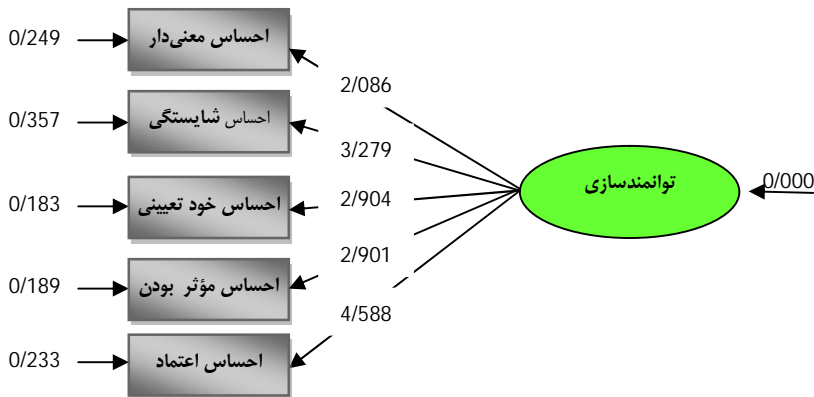 0/249
احساس معنی‌دار
2/086
0/357
احساس شایستگی
3/279
توانمندسازی
0/000
0/183
احساس خود تعیینی
2/904
0/189
احساس مؤثر بودن
2/901
4/588
0/233
احساس اعتماد